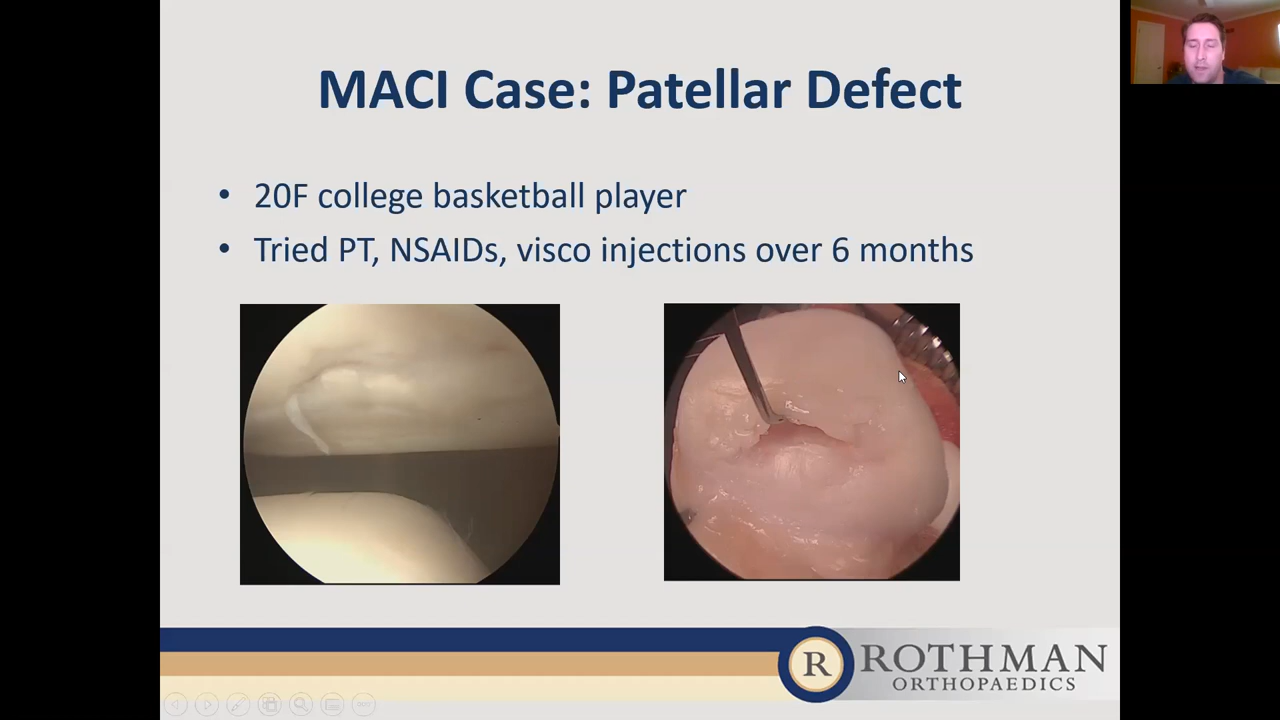 MACI Case: Patellar Defect
• 20F college basketball player
• Tried PT, NSAIDs, visco injections over 6 months
R ROTHMAN
ORTHOPAEDICS